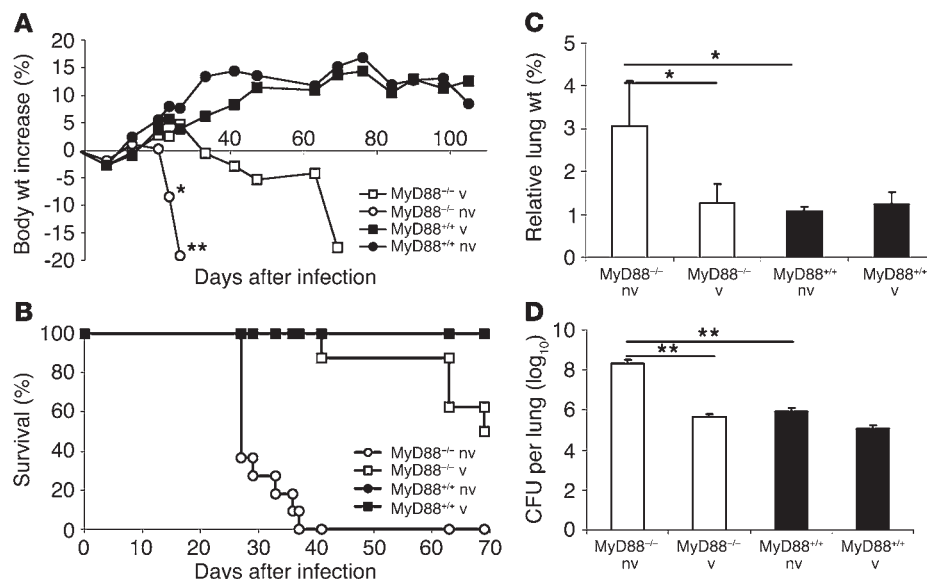 A
Body wt increase (%)
20
15
10
5
0
-5
-10
-15
-20
40
60
80
100
*
**
MyD88⁻/⁻ v
MyD88⁻/⁻ nv
MyD88⁺/⁺ v
MyD88⁺/⁺ nv
Days after infection
B
Survival (%)
100
80
60
40
20
0
MyD88⁻/⁻ nv
MyD88⁻/⁻ v
MyD88⁺/⁺ nv
MyD88⁺/⁺ v
0 10 20 30 40 50 60 70
Days after infection
C
Relative lung wt (%)
5
4
3
2
1
0
*
*
MyD88⁻/⁻ MyD88⁻/⁻ MyD88⁺/⁺ MyD88⁺/⁺
nv v nv v
D
CFU per lung (log₁₀)
10
8
6
4
2
0
**
**
MyD88⁻/⁻ MyD88⁻/⁻ MyD88⁺/⁺ MyD88⁺/⁺
nv v nv v